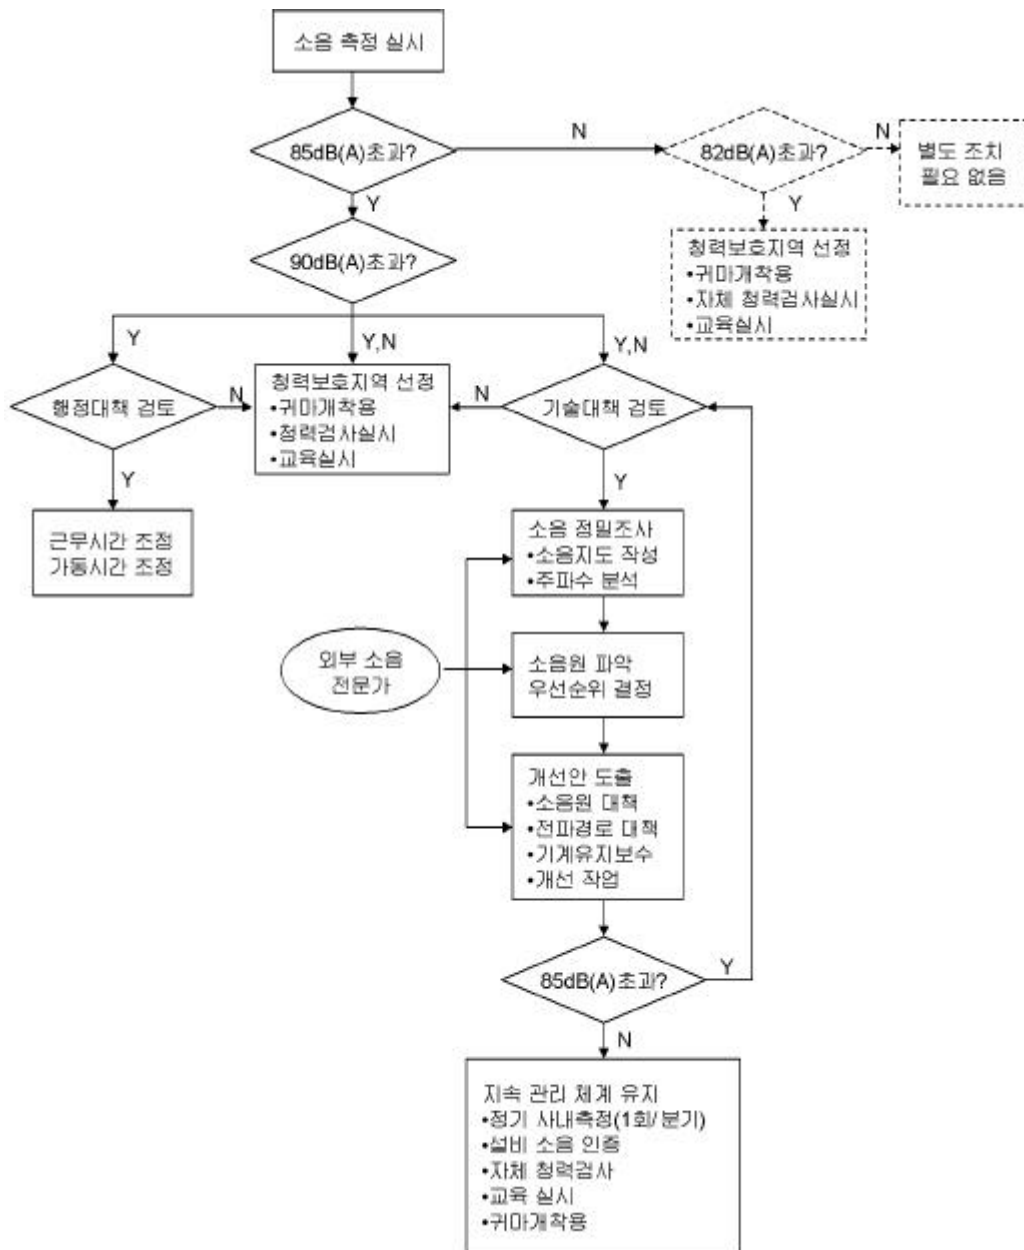 소음 측정 실시
85dB(A)초과?
N
82dB(A)초과?
N
별도 조치
필요 없음
Y
Y
90dB(A)초과?
청력보호지역 선정
•귀마개착용
•자체 청력검사실시
•교육실시
Y
Y,N
Y,N
행정대책 검토
N
청력보호지역 선정
•귀마개착용
•청력검사실시
•교육실시
N
기술대책 검토
Y
Y
근무시간 조정
가동시간 조정
소음 정밀조사
•소음지도 작성
•주파수 분석
외부 소음
전문가
소음원 파악
우선순위 결정
개선안 도출
•소음원 대책
•전파경로 대책
•기계유지보수
•개선 작업
85dB(A)초과?
Y
N
지속 관리 체계 유지
•정기 사내측정(1회/분기)
•설비 소음 인증
•자체 청력검사
•교육 실시
•귀마개착용